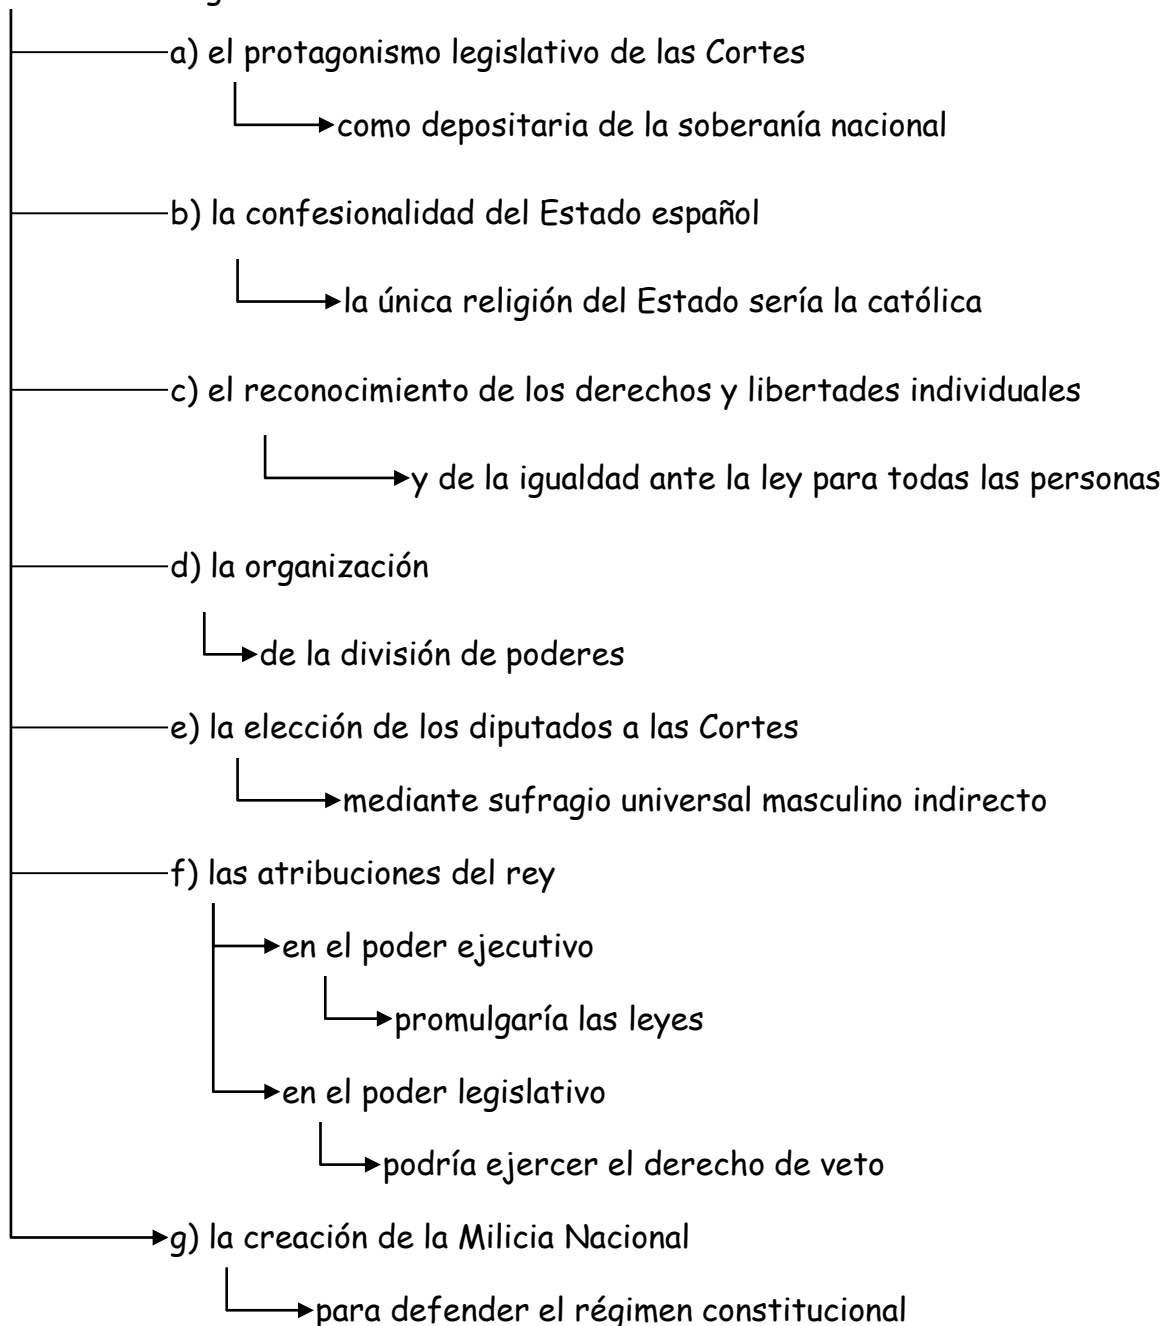 a) el protagonismo legislativo de las Cortes
como depositaria de la soberanía nacional
b) la confesionalidad del Estado español
la única religión del Estado sería la católica
c) el reconocimiento de los derechos y libertades individuales
y de la igualdad ante la ley para todas las personas
d) la organización
de la división de poderes
e) la elección de los diputados a las Cortes
mediante sufragio universal masculino indirecto
f) las atribuciones del rey
en el poder ejecutivo
promulgaría las leyes
en el poder legislativo
podría ejercer el derecho de veto
g) la creación de la Milicia Nacional
para defender el régimen constitucional